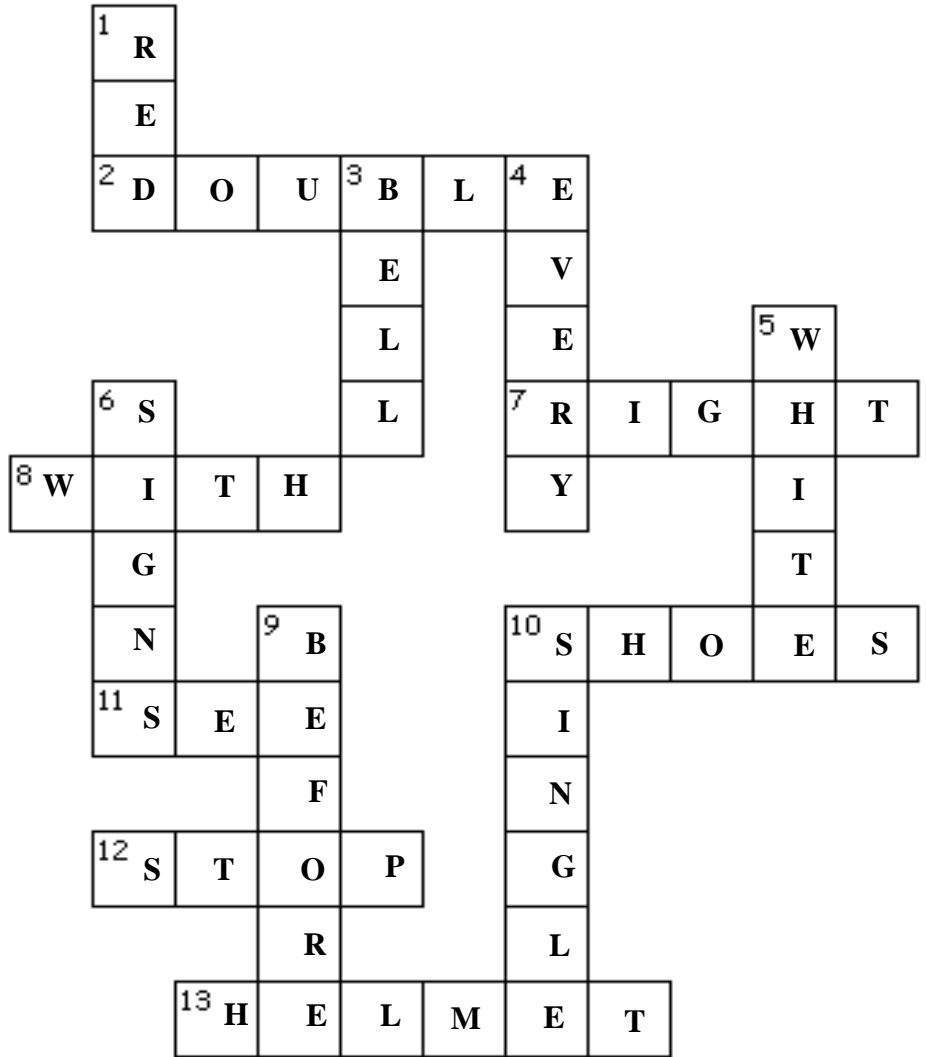 1 R
E
2 D O U 3 B L 4 E
E V
L E 5 W
6 S L 7 R I G H T
8 W I T H Y I
G T
N 9 B 10 S H O E S
11 S E E I
F N
12 S T O P G
R L
13 H E L M E T